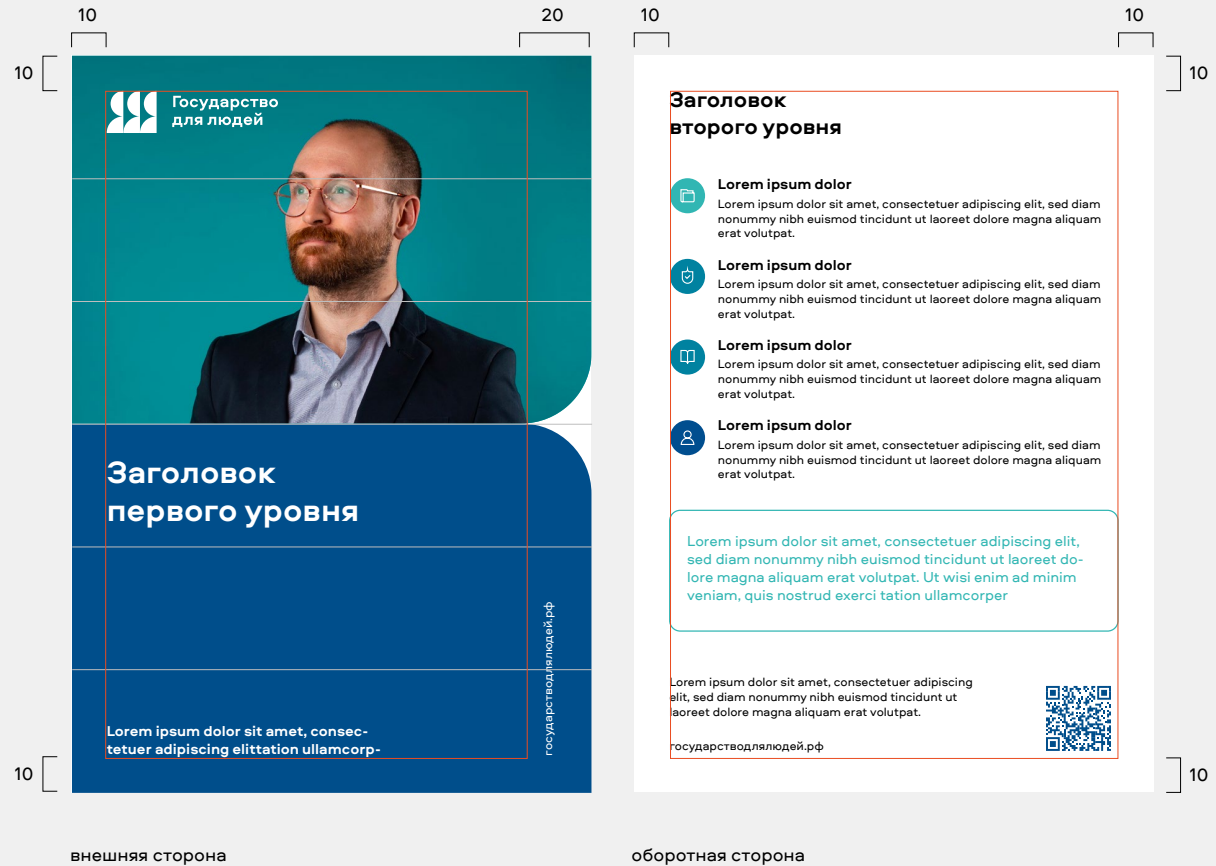 10
20
10
10
10
10
Государство
для людей
Заголовок
первого уровня
государстводлялюдей.рф
Lorem ipsum dolor sit amet, consec-
tetuer adipiscing elittation ullamcorp-
10
внешняя сторона
Заголовок
второго уровня
Lorem ipsum dolor
Lorem ipsum dolor sit amet, consectetuer adipiscing elit, sed diam
nonummy nibh euismod tincidunt ut laoreet dolore magna aliquam
erat volutpat.
Lorem ipsum dolor
Lorem ipsum dolor sit amet, consectetuer adipiscing elit, sed diam
nonummy nibh euismod tincidunt ut laoreet dolore magna aliquam
erat volutpat.
Lorem ipsum dolor
Lorem ipsum dolor sit amet, consectetuer adipiscing elit, sed diam
nonummy nibh euismod tincidunt ut laoreet dolore magna aliquam
erat volutpat.
Lorem ipsum dolor
Lorem ipsum dolor sit amet, consectetuer adipiscing elit, sed diam
nonummy nibh euismod tincidunt ut laoreet dolore magna aliquam
erat volutpat.
Lorem ipsum dolor sit amet, consectetuer adipiscing elit,
sed diam nonummy nibh euismod tincidunt ut laoreet do-
lore magna aliquam erat volutpat. Ut wisi enim ad minim
veniam, quis nostrud exerci tation ullamcorper
Lorem ipsum dolor sit amet, consectetuer adipiscing
elit, sed diam nonummy nibh euismod tincidunt ut
laoreet dolore magna aliquam erat volutpat.
государстводлялюдей.рф
10
оборотная сторона